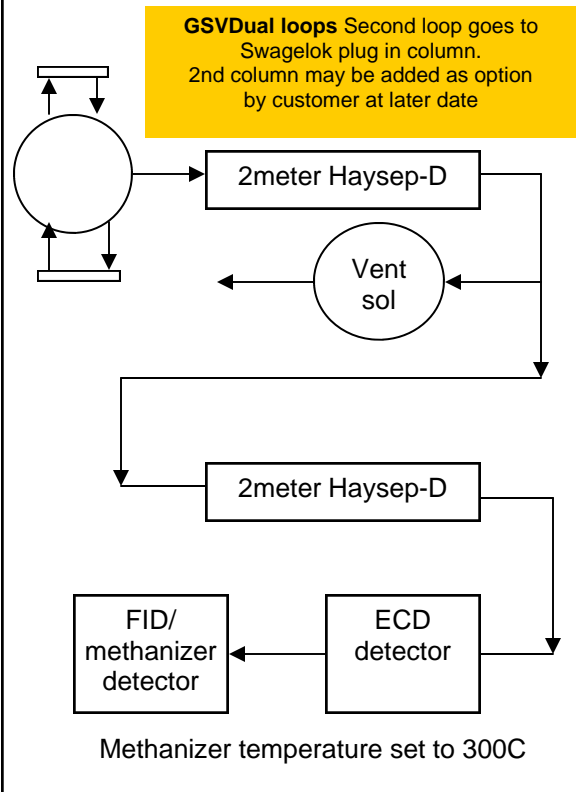 GSVDual loops Second loop goes to
Swagelok plug in column.
2nd column may be added as option
by customer at later date
2meter Haysep-D
Vent
sol
2meter Haysep-D
FID/
methanizer
detector
ECD
detector
Methanizer temperature set to 300C